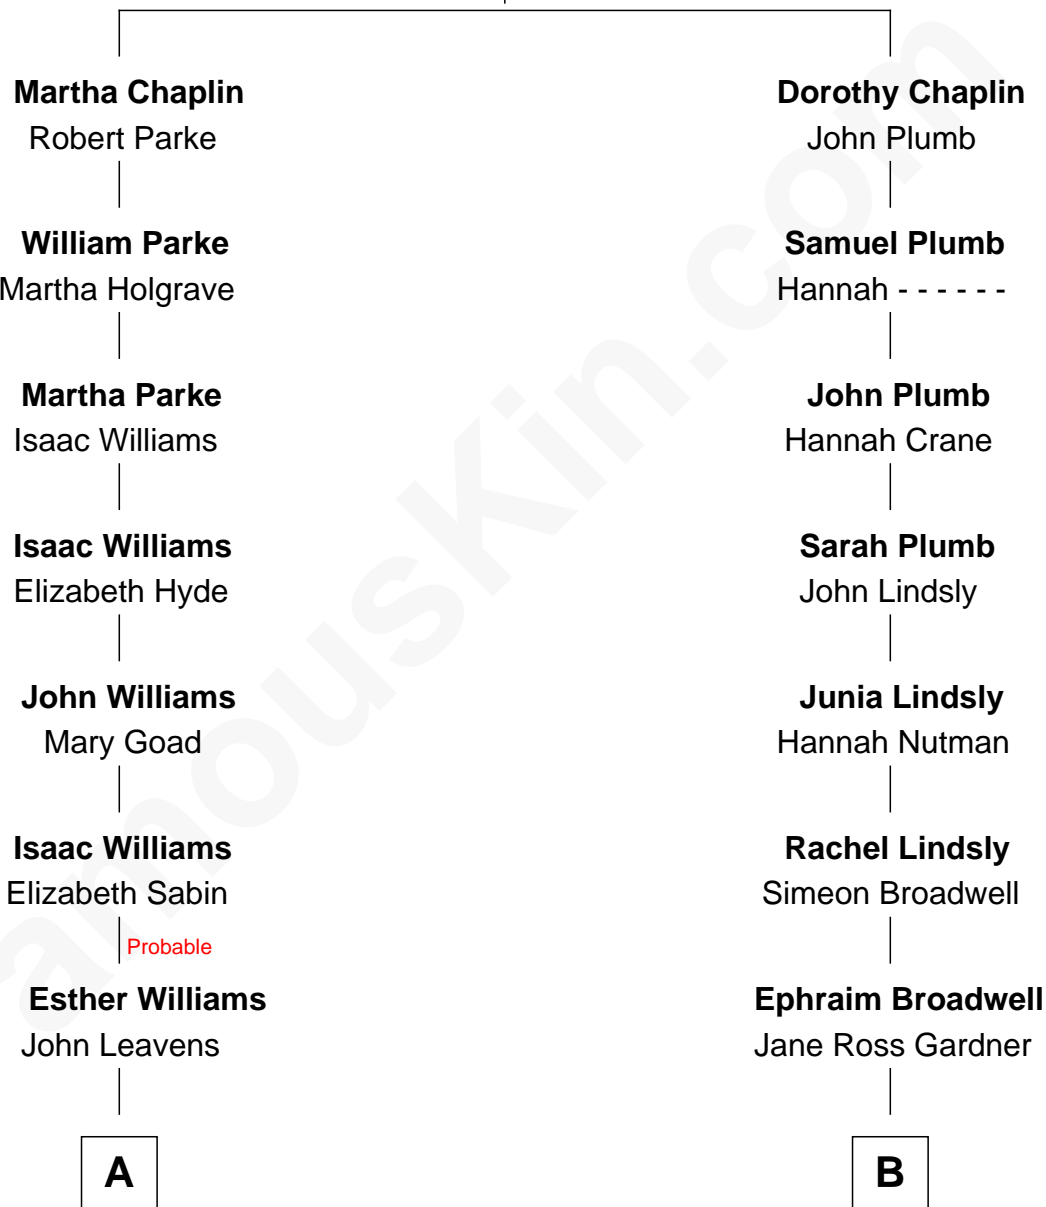 Martha Chaplin
Robert Parke
William Parke
Martha Holgrave
Martha Parke
Isaac Williams
Isaac Williams
Elizabeth Hyde
John Williams
Mary Goad
Isaac Williams
Elizabeth Sabin
Probable
Esther Williams
John Leavens
A
Dorothy Chaplin
John Plumb
Samuel Plumb
Hannah - - - - - -
John Plumb
Hannah Crane
Sarah Plumb
John Lindsly
Junia Lindsly
Hannah Nutman
Rachel Lindsly
Simeon Broadwell
Ephraim Broadwell
Jane Ross Gardner
B
amouskin.com